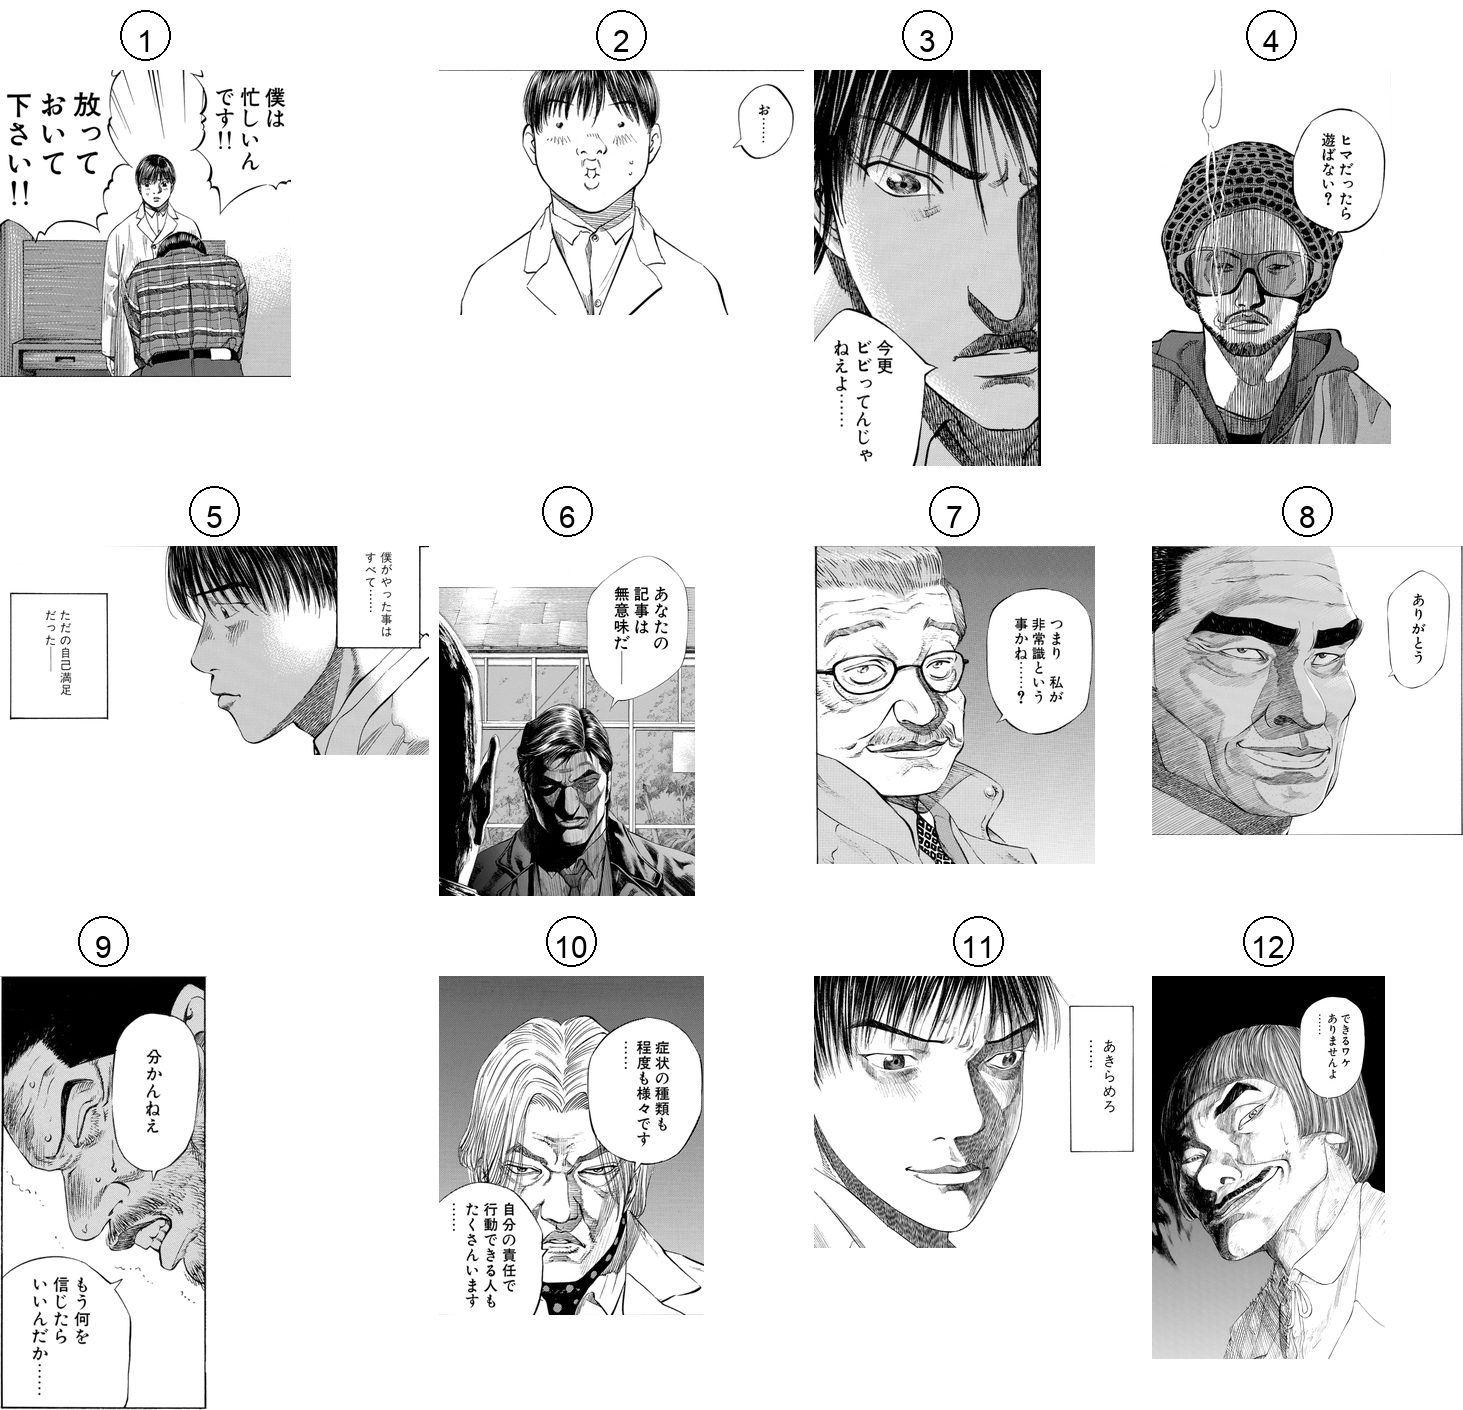 1
僕は
忙しいん
です!!
放って
おいて
下さい!!
2
お……
3
今更
ビビってんじゃ
ねえよ……
4
ヒマだったら
遊ばない?
5
僕がやった事は
すべて……
ただの自己満足
だった――
6
あなたの
記事は
無意味だ――
7
つまり 私が
非常識という
事かね……?
8
ありがとう
9
分かんねえ
もう何を
信じたら
いいんだか……
10
症状の種類も
程度も様々です
……
自分の責任で
行動できる人も
たくさんいます
……
11
あきらめろ
……
12
できるワケ
ありませんよ
……